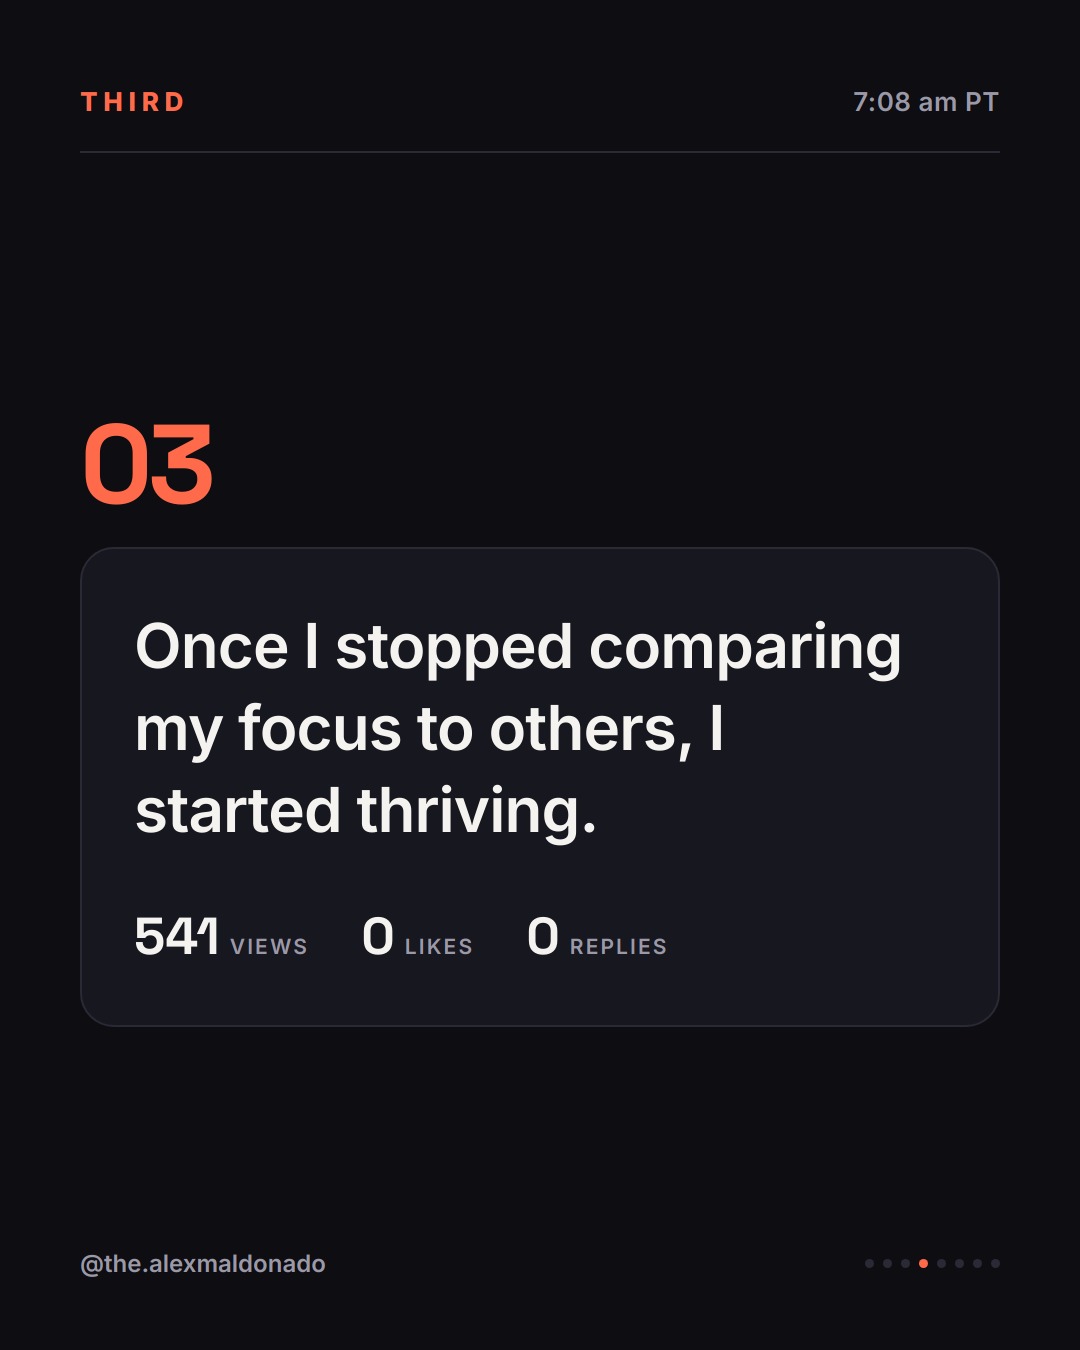 THIRD
7:08 am PT
03
Once I stopped comparing
my focus to others, I
started thriving.
541 VIEWS 0 LIKES 0 REPLIES
@the.alexmaldonado